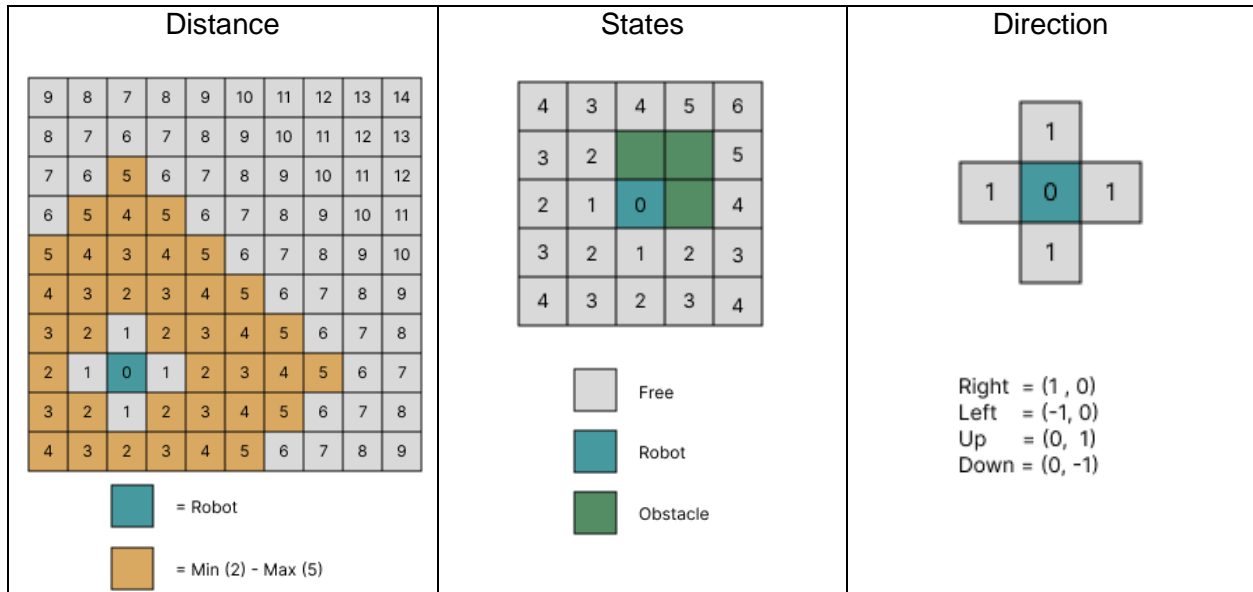 Distance
States
Direction
9 8 7 8 9 10 11 12 13 14
8 7 6 7 8 9 10 11 12 13
7 6 5 6 7 8 9 10 11 12
6 5 4 5 6 7 8 9 10 11
5 4 3 4 5 6 7 8 9 10
4 3 2 3 4 5 6 7 8 9
3 2 1 2 3 4 5 6 7 8
2 1 0 1 2 3 4 5 6 7
3 2 1 2 3 4 5 6 7 8
4 3 2 3 4 5 6 7 8 9
= Robot
= Min (2) - Max (5)
4 3 4 5 6
3 2 5
2 1 0 4
3 2 1 2 3
4 3 2 3 4
Free
Robot
Obstacle
1
1 0 1
1
Right = (1 , 0)
Left = (-1, 0)
Up = (0, 1)
Down = (0, -1)